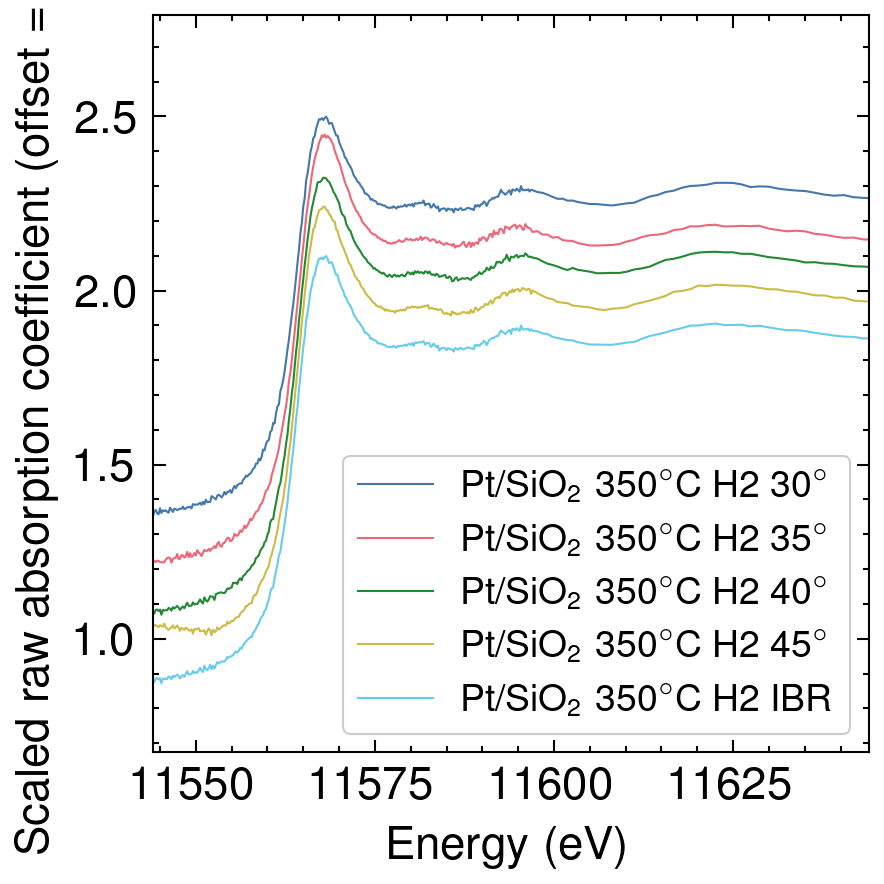 Scaled raw absorption coefficient (offset =
2.5
2.0
1.5
1.0
Pt/SiO₂ 350°C H2 30°
Pt/SiO₂ 350°C H2 35°
Pt/SiO₂ 350°C H2 40°
Pt/SiO₂ 350°C H2 45°
Pt/SiO₂ 350°C H2 IBR
11550 11575 11600 11625
Energy (eV)